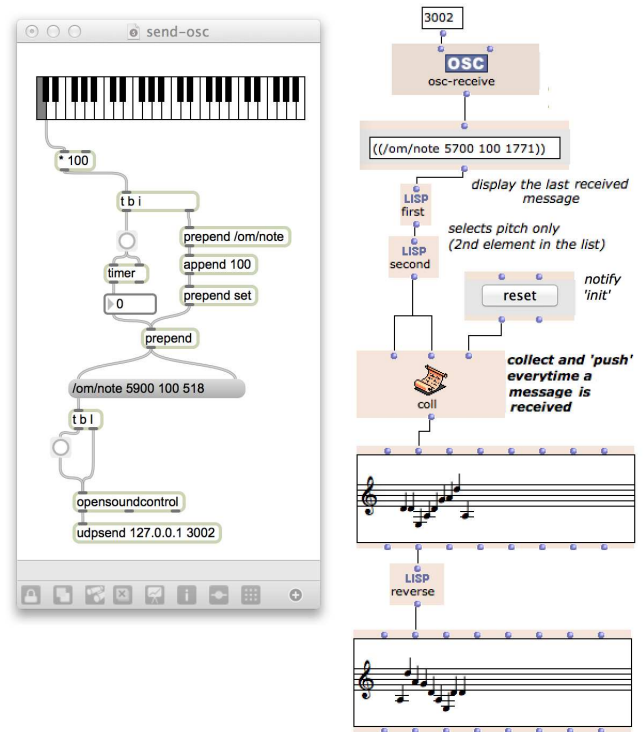 send-osc
* 100
t b i
prepend /om/note
append 100
timer
prepend set
0
prepend
/om/note 5900 100 518
t b l
opensoundcontrol
udpsend 127.0.0.1 3002
3002
OSC
osc-receive
((/om/note 5700 100 1771))
display the last received
message
LISP
first
selects pitch only
(2nd element in the list)
LISP
second
reset
notify
'init'
coll
collect and 'push'
everytime a
message is
received
LISP
reverse